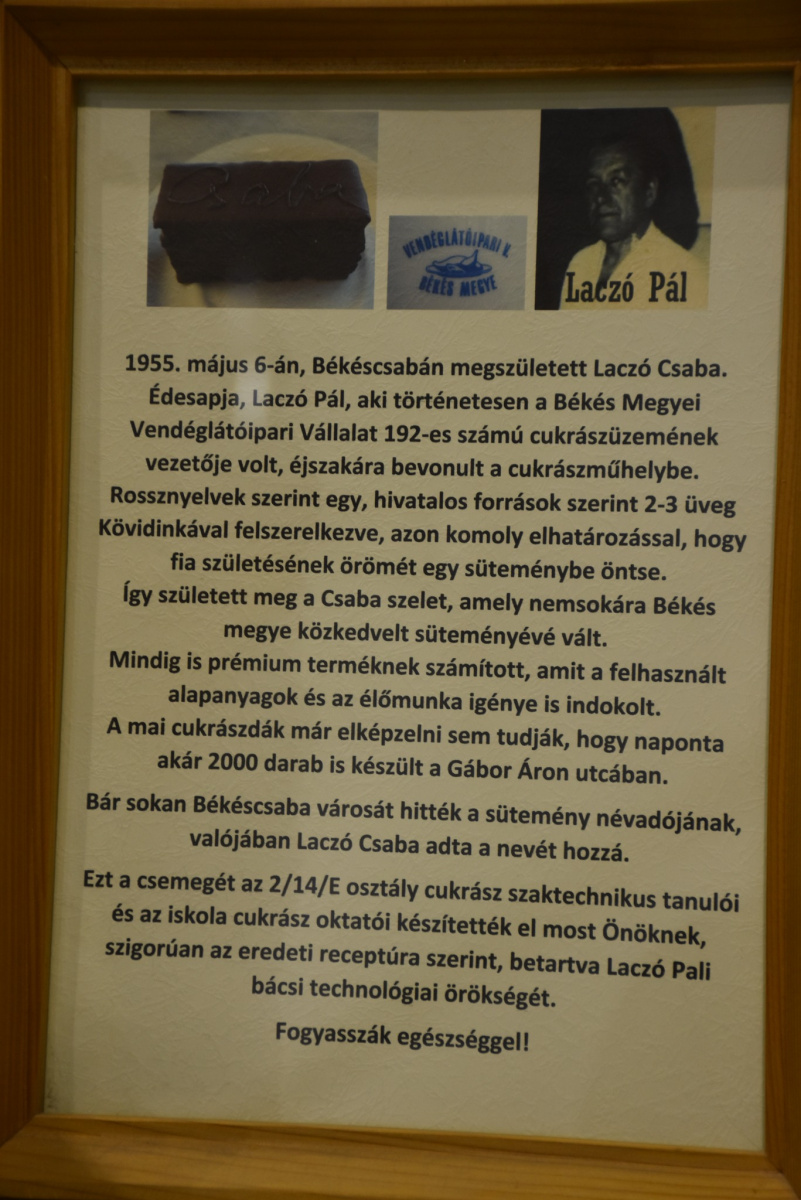 Csaba
VENDÉGLÁTÓIPARI V.
BÉKÉS MEGYE
Laczó Pál
1955. május 6-án, Békéscsabán megszületett Laczó Csaba.
Édesapja, Laczó Pál, aki történetesen a Békés Megyei
Vendéglátóipari Vállalat 192-es számú cukrászüzemének
vezetője volt, éjszakára bevonult a cukrászműhelybe.
Rossznyelvek szerint egy, hivatalos források szerint 2-3 üveg
Kövidinkával felszerelkezve, azon komoly elhatározással, hogy
fia születésének örömét egy süteménybe öntse.
Így született meg a Csaba szelet, amely nemsokára Békés
megye közkedvelt süteményévé vált.
Mindig is prémium terméknek számított, amit a felhasznált
alapanyagok és az élőmunka igénye is indokolt.
A mai cukrászdák már elképzelni sem tudják, hogy naponta
akár 2000 darab is készült a Gábor Áron utcában.
Bár sokan Békéscsaba városát hitték a sütemény névadójának,
valójában Laczó Csaba adta a nevét hozzá.
Ezt a csemegét az 2/14/E osztály cukrász szaktechnikus tanulói
és az iskola cukrász oktatói készítették el most Önöknek,
szigorúan az eredeti receptúra szerint, betartva Laczó Pali
bácsi technológiai örökségét.
Fogyasszák egészséggel!